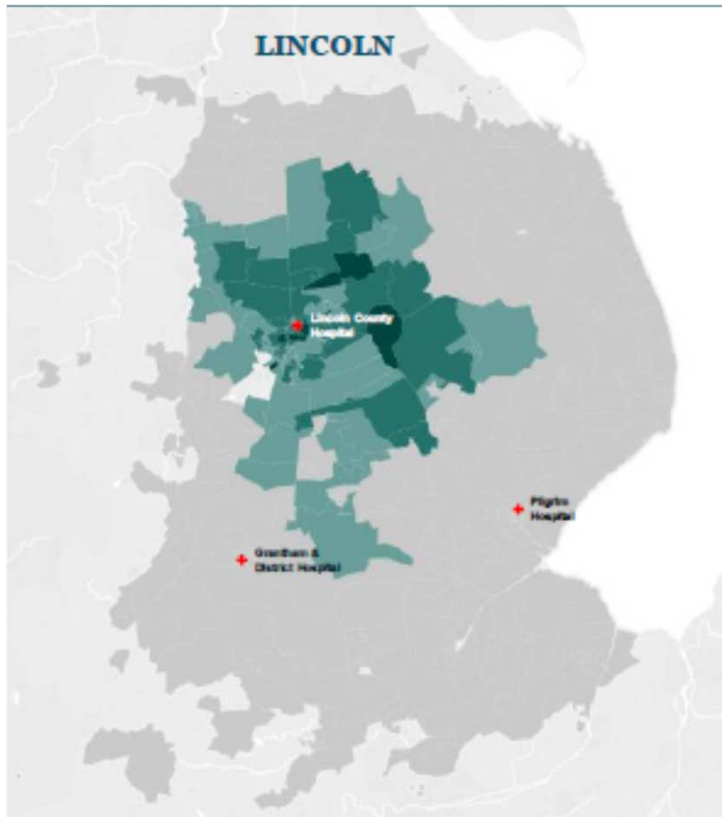 LINCOLN
Lincoln County
Hospital
Pilgrim
Hospital
Grantham &
District Hospital